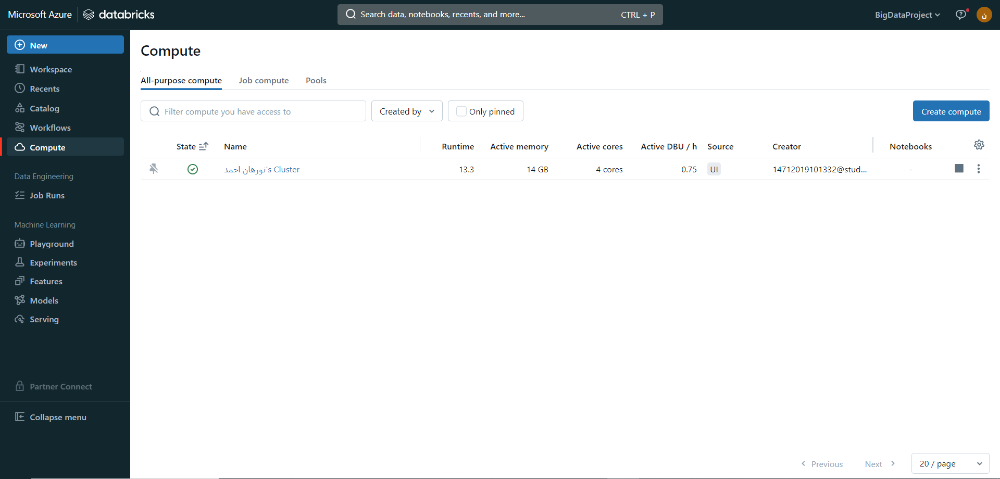 Microsoft Azure databricks Search data, notebooks, recents, and more... CTRL + P BigDataProject ن
New
Workspace
Recents
Catalog
Workflows
Compute
Data Engineering
Job Runs
Machine Learning
Playground
Experiments
Features
Models
Serving
Partner Connect
Collapse menu
Compute
All-purpose compute Job compute Pools
Filter compute you have access to Created by Only pinned Create compute
State Name Runtime Active memory Active cores Active DBU / h Source Creator Notebooks
نورهان احمد's Cluster 13.3 14 GB 4 cores 0.75 UI 14712019101332@stud... -
Previous Next 20 / page